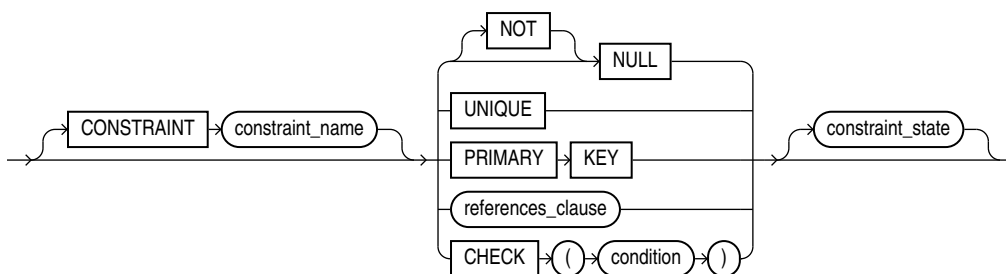 NOT
NULL
UNIQUE
CONSTRAINT constraint_name
constraint_state
PRIMARY KEY
references_clause
CHECK ( condition )